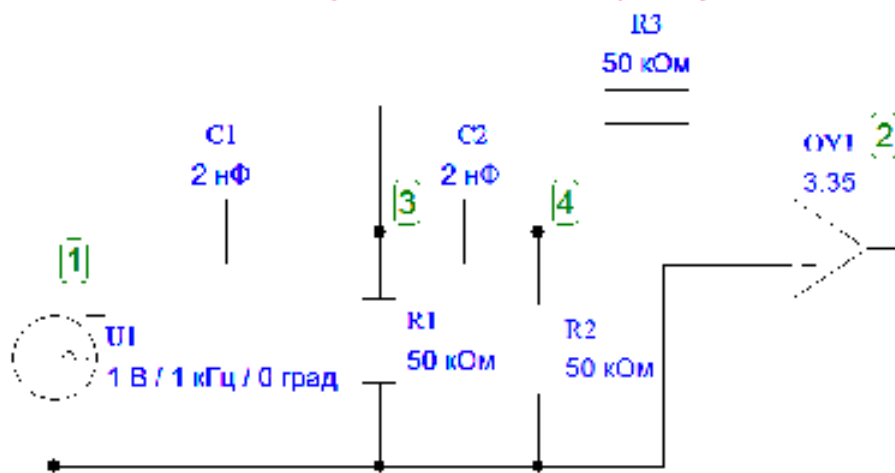 R3
50 кОм
C1
2 нФ
C2
2 нФ
OV1
3.35
2
3
4
1
U1
1 В / 1 кГц / 0 град
R1
50 кОм
R2
50 кОм